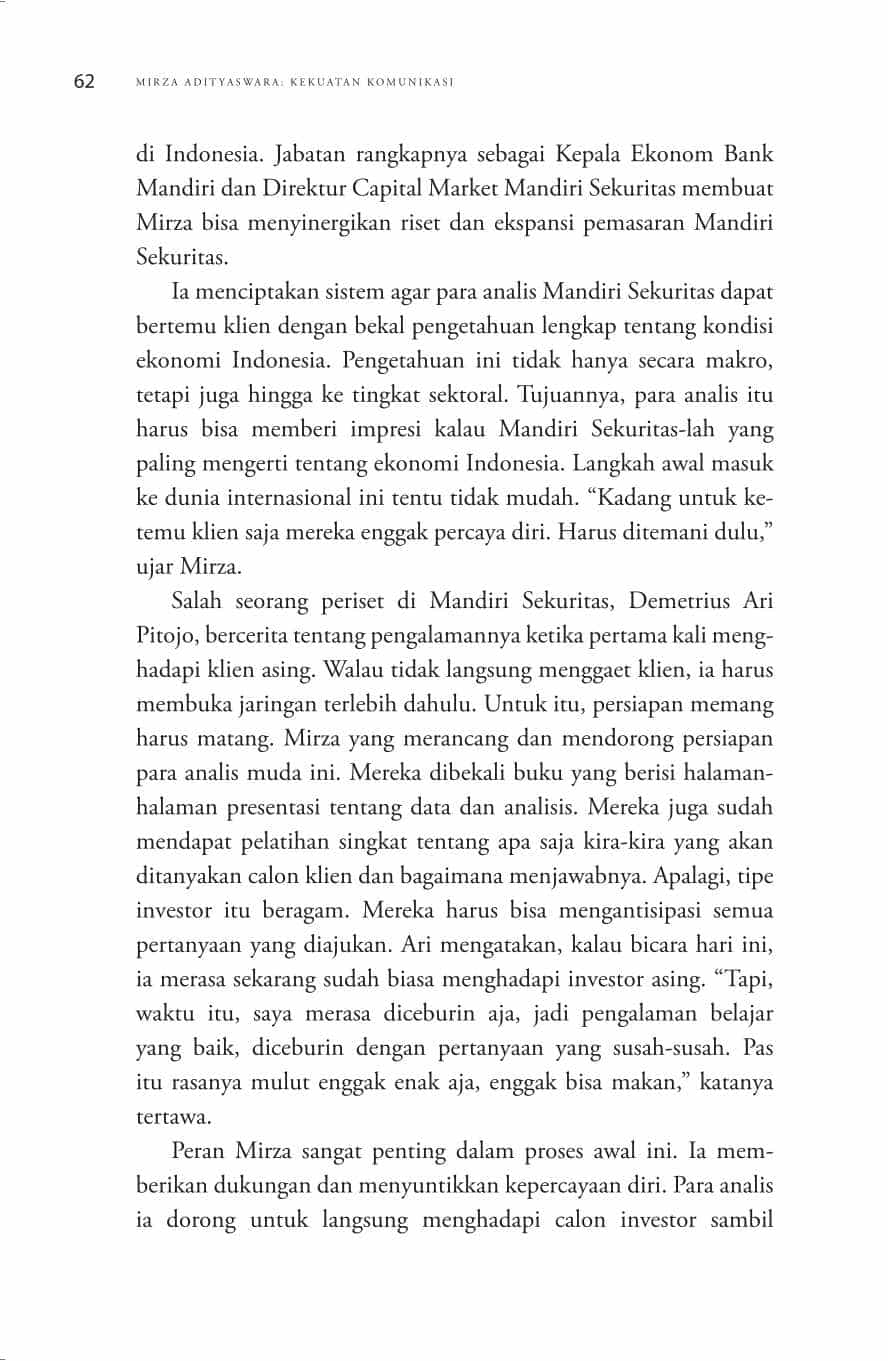 62 MIRZA ADITYASWARA: KEKUATAN KOMUNIKASI
di Indonesia. Jabatan rangkapnya sebagai Kepala Ekonom Bank
Mandiri dan Direktur Capital Market Mandiri Sekuritas membuat
Mirza bisa menyinergikan riset dan ekspansi pemasaran Mandiri
Sekuritas.
Ia menciptakan sistem agar para analis Mandiri Sekuritas dapat
bertemu klien dengan bekal pengetahuan lengkap tentang kondisi
ekonomi Indonesia. Pengetahuan ini tidak hanya secara makro,
tetapi juga hingga ke tingkat sektoral. Tujuannya, para analis itu
harus bisa memberi impresi kalau Mandiri Sekuritas-lah yang
paling mengerti tentang ekonomi Indonesia. Langkah awal masuk
ke dunia internasional ini tentu tidak mudah. “Kadang untuk ke-
temu klien saja mereka enggak percaya diri. Harus ditemani dulu,”
ujar Mirza.
Salah seorang periset di Mandiri Sekuritas, Demetrius Ari
Pitojo, bercerita tentang pengalamannya ketika pertama kali meng-
hadapi klien asing. Walau tidak langsung menggaet klien, ia harus
membuka jaringan terlebih dahulu. Untuk itu, persiapan memang
harus matang. Mirza yang merancang dan mendorong persiapan
para analis muda ini. Mereka dibekali buku yang berisi halaman-
halaman presentasi tentang data dan analisis. Mereka juga sudah
mendapat pelatihan singkat tentang apa saja kira-kira yang akan
ditanyakan calon klien dan bagaimana menjawabnya. Apalagi, tipe
investor itu beragam. Mereka harus bisa mengantisipasi semua
pertanyaan yang diajukan. Ari mengatakan, kalau bicara hari ini,
ia merasa sekarang sudah biasa menghadapi investor asing. “Tapi,
waktu itu, saya merasa diceburin aja, jadi pengalaman belajar
yang baik, diceburin dengan pertanyaan yang susah-susah. Pas
itu rasanya mulut enggak enak aja, enggak bisa makan,” katanya
tertawa.
Peran Mirza sangat penting dalam proses awal ini. Ia mem-
berikan dukungan dan menyuntikkan kepercayaan diri. Para analis
ia dorong untuk langsung menghadapi calon investor sambil